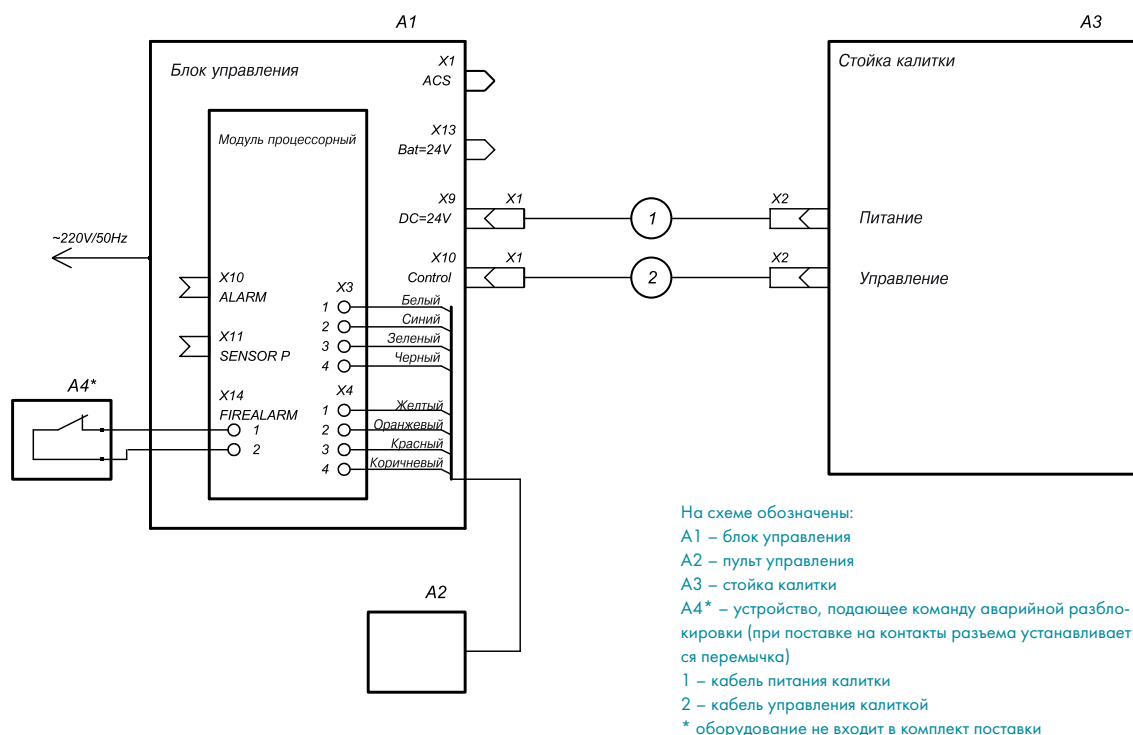 A1
A3
Блок управления
X1
ACS
Стойка калитки
Модуль процессорный
X13
Bat=24V
X9
DC=24V
X1
1
X2
Питание
~220V/50Hz
X10
Control
X1
2
X2
Управление
X10
ALARM
X11
SENSOR P
X3
1
Белый
2
Синий
3
Зеленый
4
Черный
A4*
X14
FIREALARM
1
2
X4
1
Желтый
2
Оранжевый
3
Красный
4
Коричневый
A2
На схеме обозначены:
А1 – блок управления
А2 – пульт управления
А3 – стойка калитки
А4* – устройство, подающее команду аварийной разбло-
кировки (при поставке на контакты разъема устанавливает
ся перемычка)
1 – кабель питания калитки
2 – кабель управления калиткой
* оборудование не входит в комплект поставки